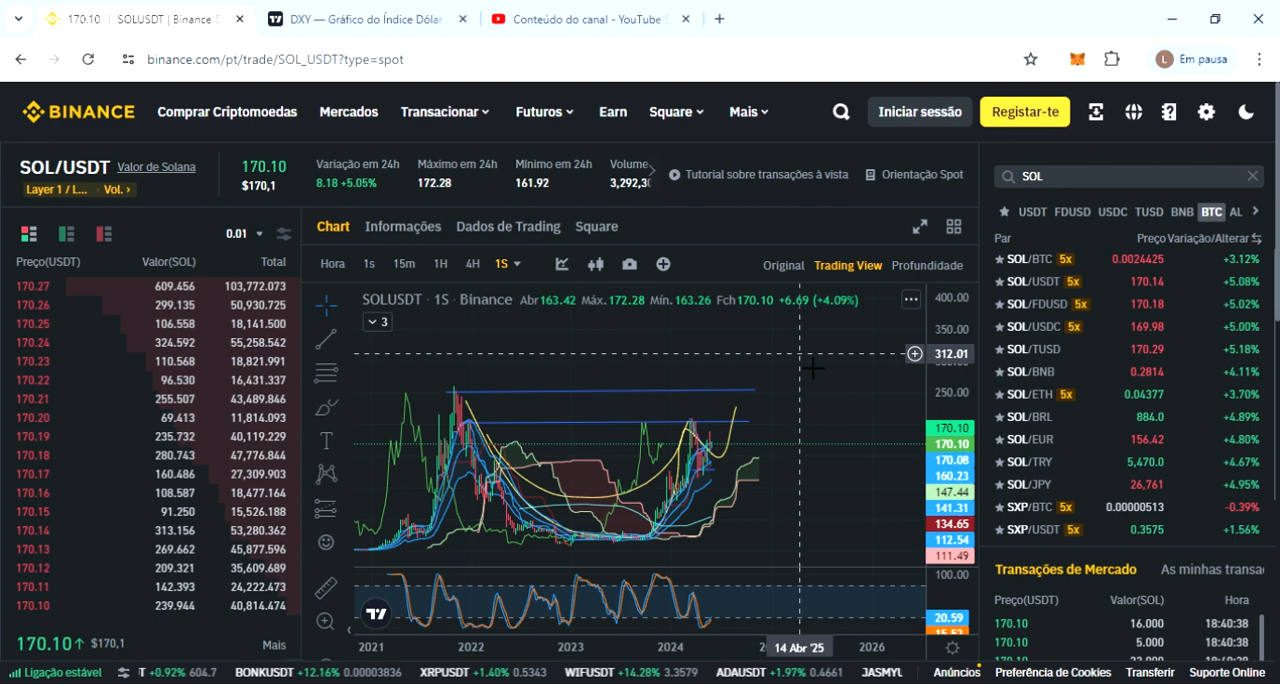 170.10 | SOLUSDT | Binance
DXY — Gráfico do Índice Dólar
Conteúdo do canal - YouTube
binance.com/pt/trade/SOL_USDT?type=spot
L Em pausa
BINANCE Comprar Criptomoedas Mercados Transacionar Futuros Earn Square Mais Iniciar sessão Registar-te
SOL/USDT Valor de Solana
Layer 1 / L... Vol.
170.10
$170,1
Variação em 24h
8.18 +5.05%
Máximo em 24h
172.28
Mínimo em 24h
161.92
Volume
Tutorial sobre transações à vista Orientação Spot
0.01
Preço(USDT) Valor(SOL) Total
170.27 609.456 103,772.073
170.26 299.135 50,930.725
170.25 106.558 18,141.500
170.24 324.592 55,258.542
170.23 110.568 18,821.991
170.22 96.530 16,431.337
170.21 255.507 43,489.846
170.20 69.413 11,814.093
170.19 235.732 40,119.229
170.18 280.743 47,776.844
170.17 160.486 27,309.903
170.16 108.587 18,477.164
170.15 91.250 15,526.188
170.14 313.156 53,280.362
170.13 269.662 45,877.596
170.12 209.321 35,609.689
170.11 142.393 24,222.473
170.10 239.944 40,814.474
170.10↑ $170,1 Mais
Chart Informações Dados de Trading Square
Hora 1s 15m 1H 4H 1S Original Trading View Profundidade
SOLUSDT · 1S · Binance Abr163.42 Máx.172.28 Mín.163.26 Fch170.10 +6.69 (+4.09%)
3
400.00
350.00
312.01
250.00
170.10
170.10
170.08
160.23
147.44
141.31
134.65
112.54
111.49
100.00
20.59
2021 2022 2023 2024 14 Abr '25 2026
SOL
USDT FDUSD USDC TUSD BNB BTC AL
Par Preço Variação/Alterar
SOL/BTC 5x 0.0024425 +3.12%
SOL/USDT 5x 170.14 +5.08%
SOL/FDUSD 5x 170.18 +5.02%
SOL/USDC 5x 169.98 +5.00%
SOL/TUSD 170.29 +5.18%
SOL/BNB 0.2814 +4.11%
SOL/ETH 5x 0.04377 +3.70%
SOL/BRL 884.0 +4.89%
SOL/EUR 156.42 +4.80%
SOL/TRY 5,470.0 +4.67%
SOL/JPY 26,761 +4.95%
SXP/BTC 5x 0.00000513 -0.39%
SXP/USDT 5x 0.3575 +1.56%
Transações de Mercado As minhas transa
Preço(USDT) Valor(SOL) Hora
170.10 16.000 18:40:38
170.10 5.000 18:40:38
Ligação estável T +0.92% 604.7 BONKUSDT +12.16% 0.00003836 XRPUSDT +1.40% 0.5343 WIFUSDT +14.28% 3.3579 ADAUSDT +1.97% 0.4661 JASMYU Anúncios Preferência de Cookies Transferir Suporte Online